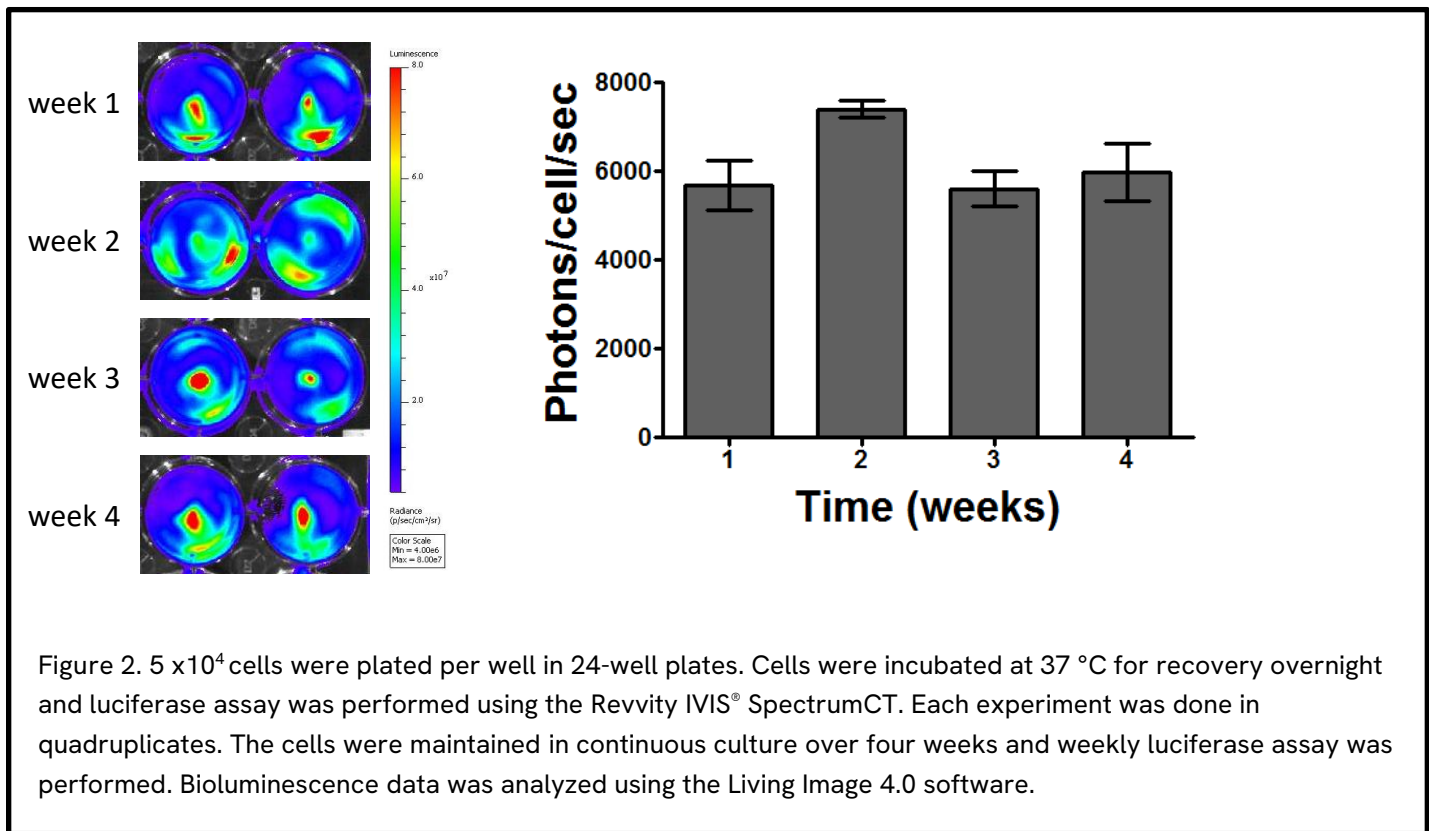 week 1
week 2
week 3
week 4
Luminescence
8.0
6.0
x10⁷
4.0
2.0
Radiance
(p/sec/cm²/sr)
Color Scale
Min = 4.00e6
Max = 8.00e7
Photons/cell/sec
8000
6000
4000
2000
0
1 2 3 4
Time (weeks)
Figure 2. 5 x10⁴ cells were plated per well in 24-well plates. Cells were incubated at 37 °C for recovery overnight
and luciferase assay was performed using the Revvity IVIS® SpectrumCT. Each experiment was done in
quadruplicates. The cells were maintained in continuous culture over four weeks and weekly luciferase assay was
performed. Bioluminescence data was analyzed using the Living Image 4.0 software.